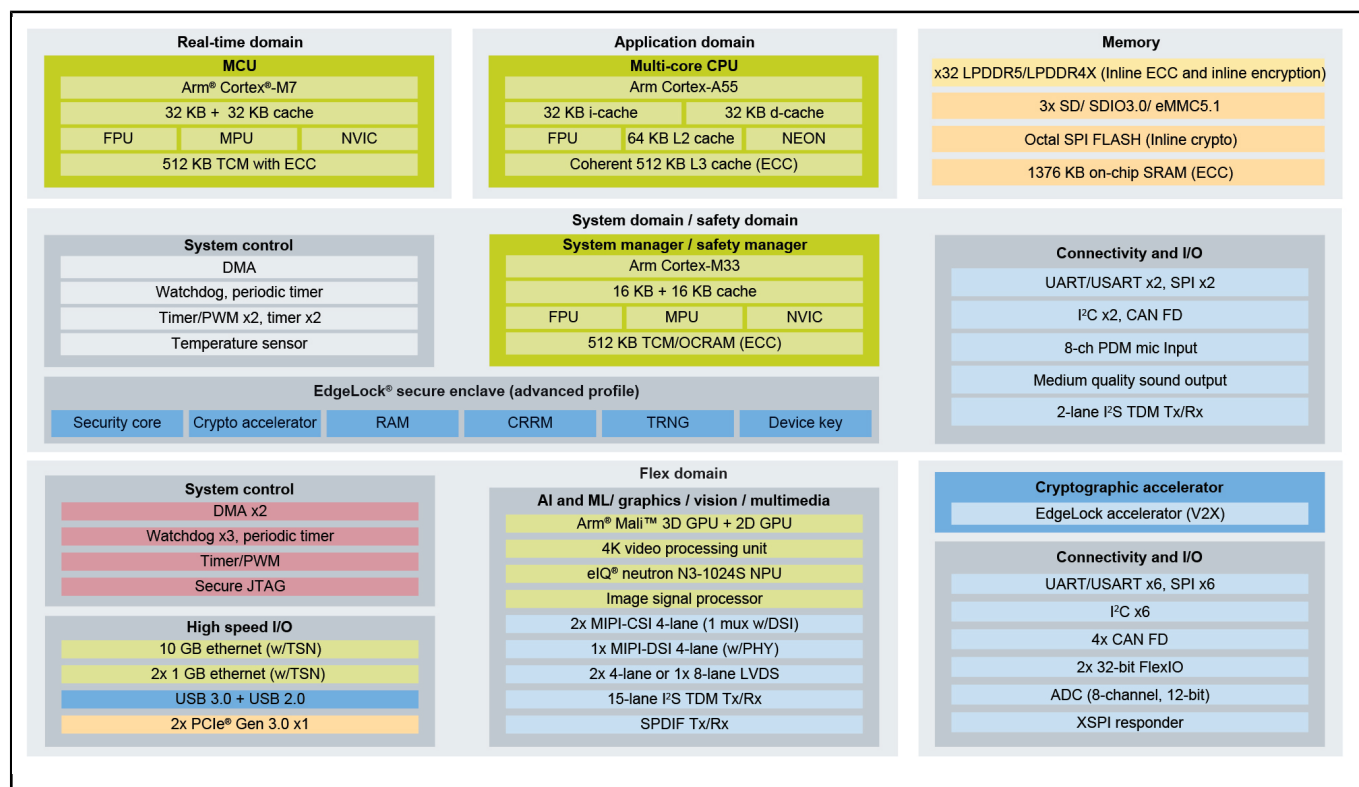 Real-time domain
MCU
Arm® Cortex®-M7
32 KB + 32 KB cache
FPU
MPU
NVIC
512 KB TCM with ECC
Application domain
Multi-core CPU
Arm Cortex-A55
32 KB i-cache
32 KB d-cache
FPU
64 KB L2 cache
NEON
Coherent 512 KB L3 cache (ECC)
Memory
x32 LPDDR5/LPDDR4X (Inline ECC and inline encryption)
3x SD/ SDIO3.0/ eMMC5.1
Octal SPI FLASH (Inline crypto)
1376 KB on-chip SRAM (ECC)
System domain / safety domain
System control
DMA
Watchdog, periodic timer
Timer/PWM x2, timer x2
Temperature sensor
System manager / safety manager
Arm Cortex-M33
16 KB + 16 KB cache
FPU
MPU
NVIC
512 KB TCM/OCRAM (ECC)
EdgeLock® secure enclave (advanced profile)
Security core
Crypto accelerator
RAM
CRRM
TRNG
Device key
Connectivity and I/O
UART/USART x2, SPI x2
I²C x2, CAN FD
8-ch PDM mic Input
Medium quality sound output
2-lane I²S TDM Tx/Rx
Flex domain
System control
DMA x2
Watchdog x3, periodic timer
Timer/PWM
Secure JTAG
High speed I/O
10 GB ethernet (w/TSN)
2x 1 GB ethernet (w/TSN)
USB 3.0 + USB 2.0
2x PCIe® Gen 3.0 x1
AI and ML/ graphics / vision / multimedia
Arm® Mali™ 3D GPU + 2D GPU
4K video processing unit
eIQ® neutron N3-1024S NPU
Image signal processor
2x MIPI-CSI 4-lane (1 mux w/DSI)
1x MIPI-DSI 4-lane (w/PHY)
2x 4-lane or 1x 8-lane LVDS
15-lane I²S TDM Tx/Rx
SPDIF Tx/Rx
Cryptographic accelerator
EdgeLock accelerator (V2X)
Connectivity and I/O
UART/USART x6, SPI x6
I²C x6
4x CAN FD
2x 32-bit FlexIO
ADC (8-channel, 12-bit)
XSPI responder